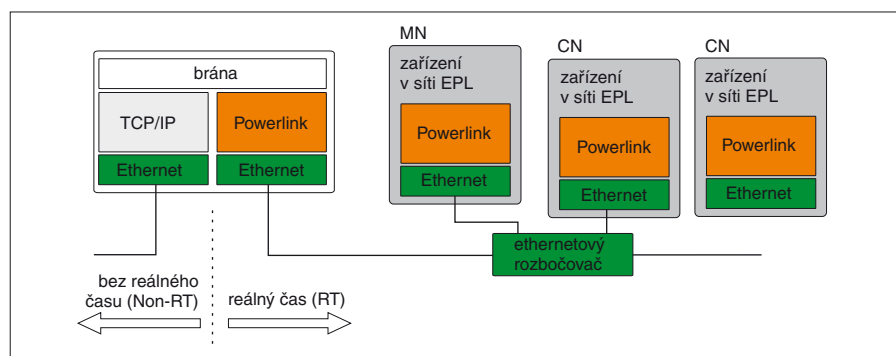 MN
CN
CN
brána
TCP/IP
Powerlink
Ethernet
Ethernet
zařízení
v síti EPL
Powerlink
Ethernet
zařízení
v síti EPL
Powerlink
Ethernet
zařízení
v síti EPL
Powerlink
Ethernet
ethernetový
rozbočovač
bez reálného
času (Non-RT)
reálný čas (RT)